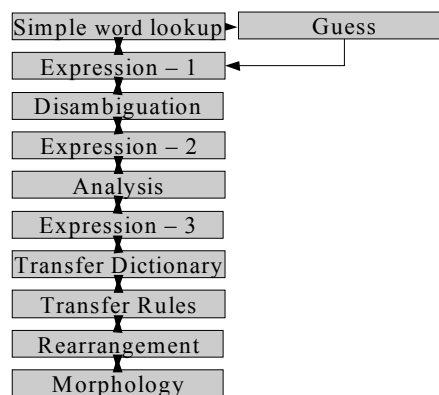 Simple word lookup
Guess
Expression – 1
Disambiguation
Expression – 2
Analysis
Expression – 3
Transfer Dictionary
Transfer Rules
Rearrangement
Morphology